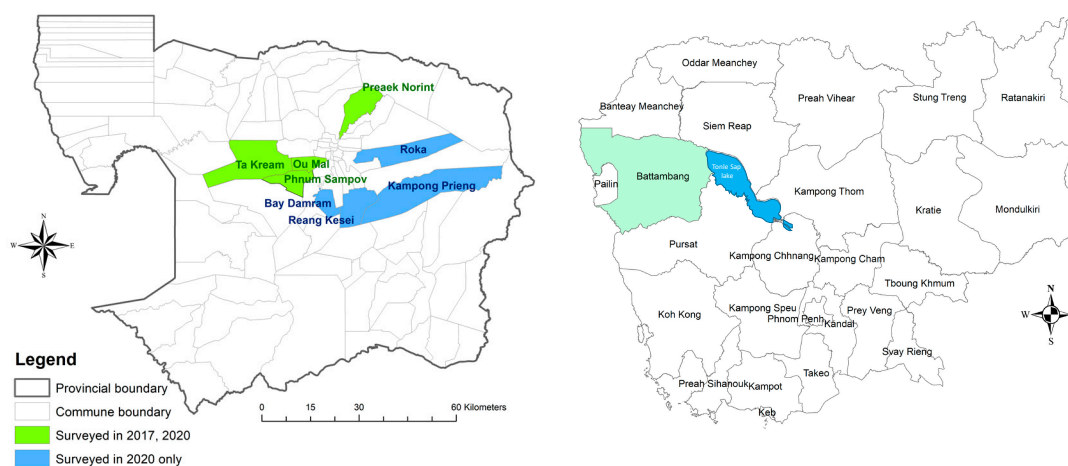 Preaek Norint
Roka
Ta Kream
Ou Mal
Phnum Sampov
Kampong Prieng
Bay Damram
Reang Kesei
N
W
E
S
Legend
Provincial boundary
Commune boundary
Surveyed in 2017, 2020
Surveyed in 2020 only
0 15 30 60 Kilometers
Oddar Meanchey
Banteay Meanchey
Preah Vihear
Stung Treng
Ratanakiri
Siem Reap
Tonle Sap
lake
Battambang
Pailin
Kampong Thom
Kratie
Mondulkiri
Pursat
Kampong Chhnang
Kampong Cham
Tboung Khmum
Koh Kong
Kampong Speu
Phnom Penh
Kandal
Prey Veng
Svay Rieng
Takeo
Preah Sihanouk
Kampot
Keb
N
W
E
S